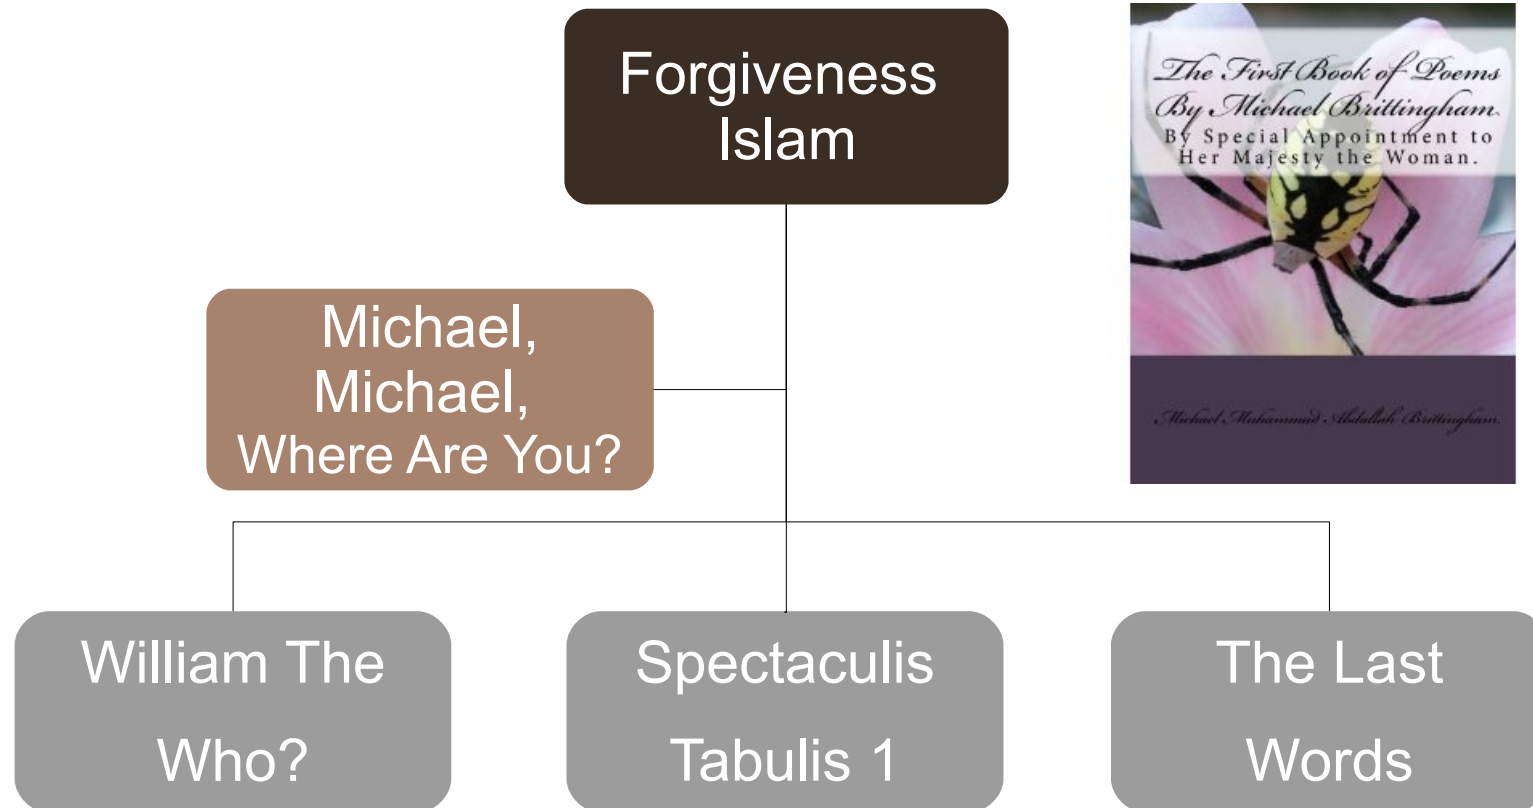 Forgiveness
Islam
The First Book of Poems
By Michael Brittingham.
By Special Appointment to
Her Majesty the Woman.
Michael Muhammad Abdullah Brittingham.
Michael,
Michael,
Where Are You?
William The
Who?
Spectaculis
Tabulis 1
The Last
Words